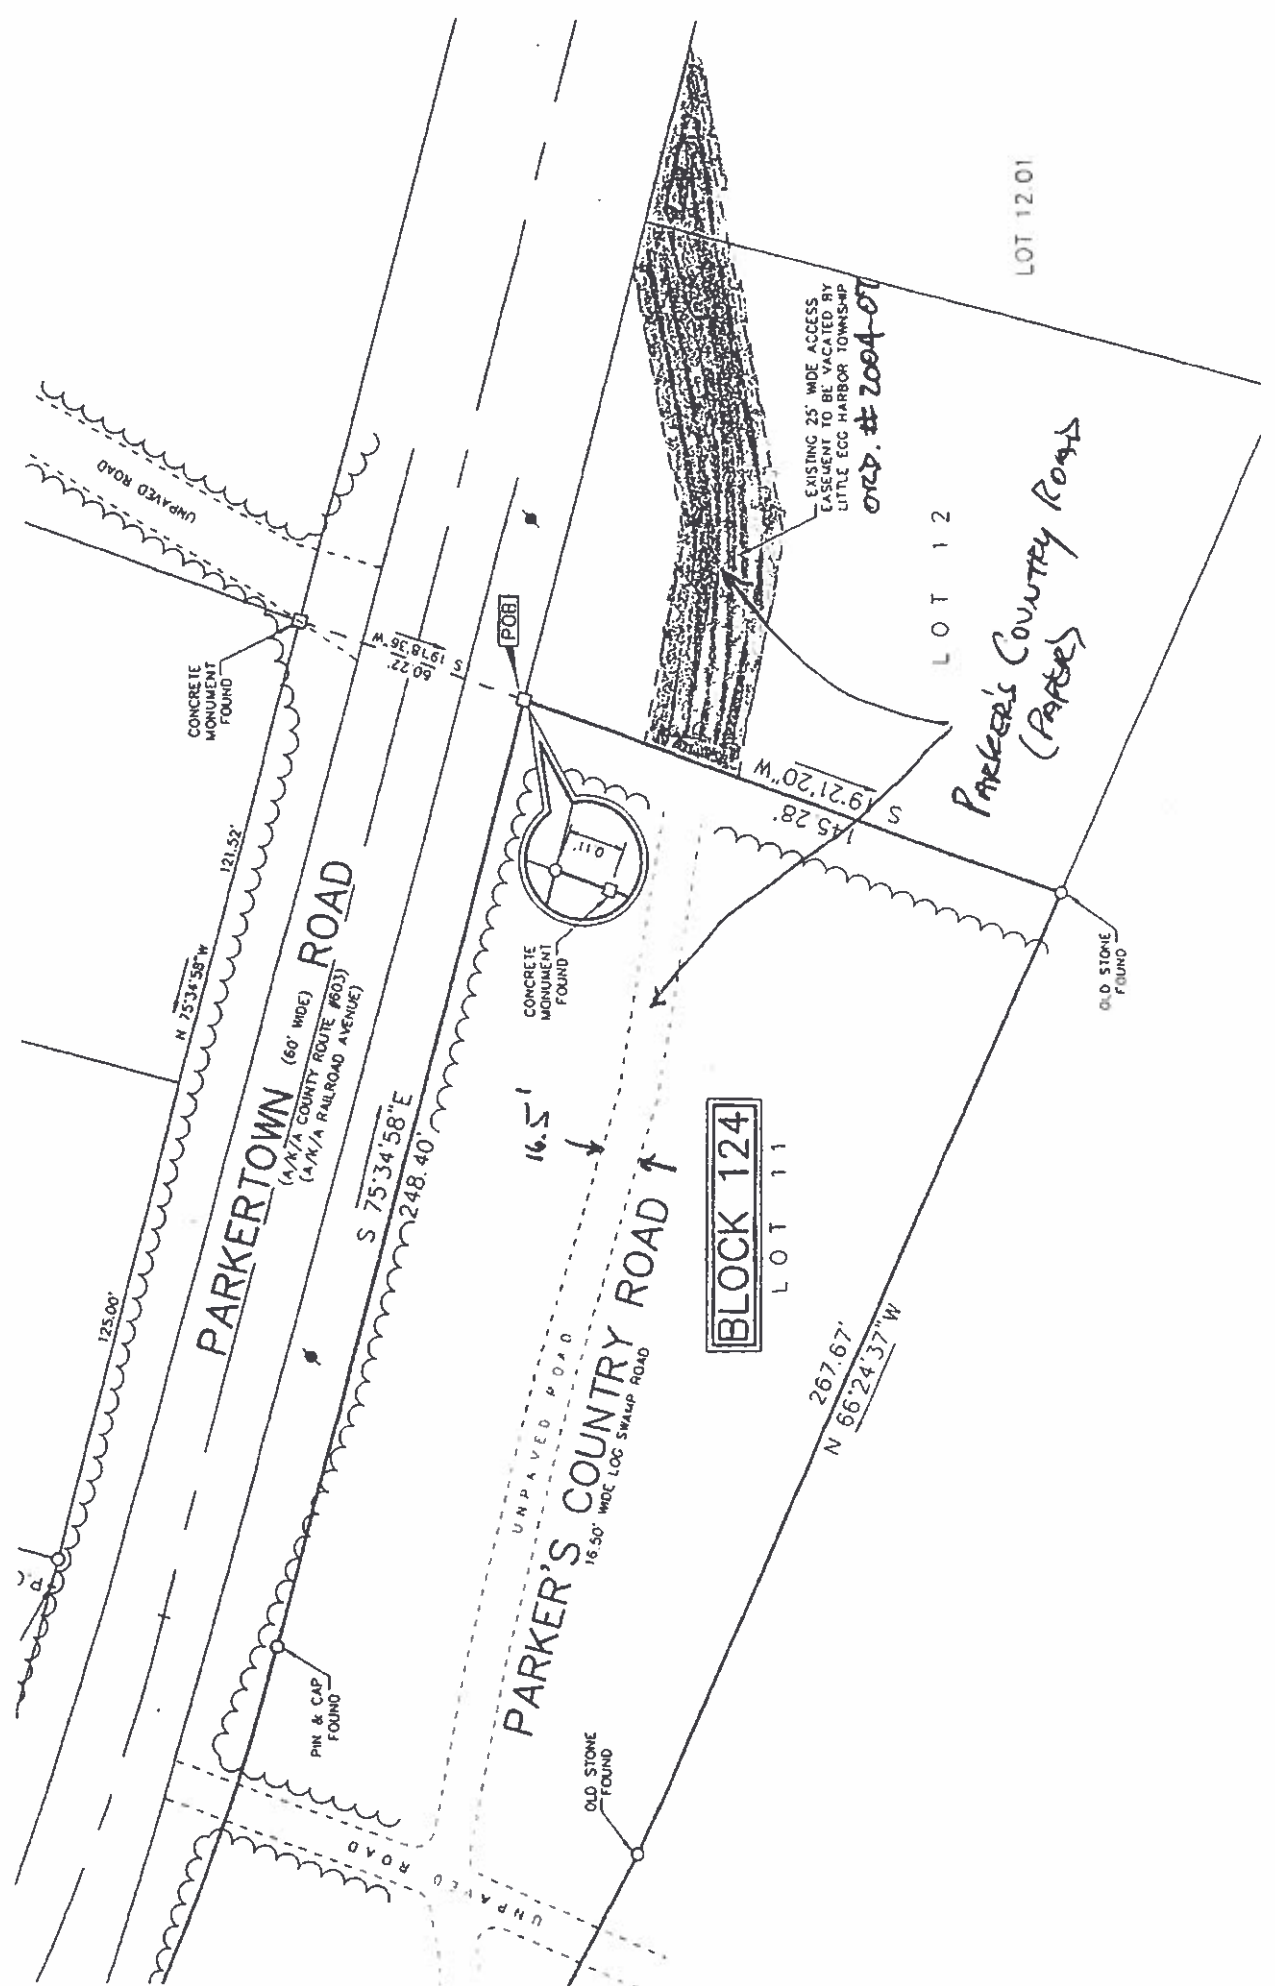 UNPAVED ROAD
CONCRETE
MONUMENT
FOUND
S 19°18'36"W
60.22'
POB
121.52'
N 75°34'58"W
125.00'
PARKERTOWN ROAD
(60' WIDE)
(A/K/A COUNTY ROUTE #603)
(A/K/A RAILROAD AVENUE)
S 75°34'58"E
248.40'
CONCRETE
MONUMENT
FOUND
0.11'
EXISTING 25' WIDE ACCESS
EASEMENT TO BE VACATED BY
LITTLE EGG HARBOR TOWNSHIP
ORD. # 2004-07
LOT 12.01
LOT 12
PARKER'S COUNTRY ROAD
(PAPER)
S 19°21'20"W
145.28'
OLD STONE
FOUND
16.5'
UNPAVED ROAD
PARKER'S COUNTRY ROAD
16.50' WIDE LOG SWAMP ROAD
BLOCK 124
LOT 11
267.67'
N 66°24'37"W
PIN & CAP
FOUND
OLD STONE
FOUND
UNPAVED ROAD